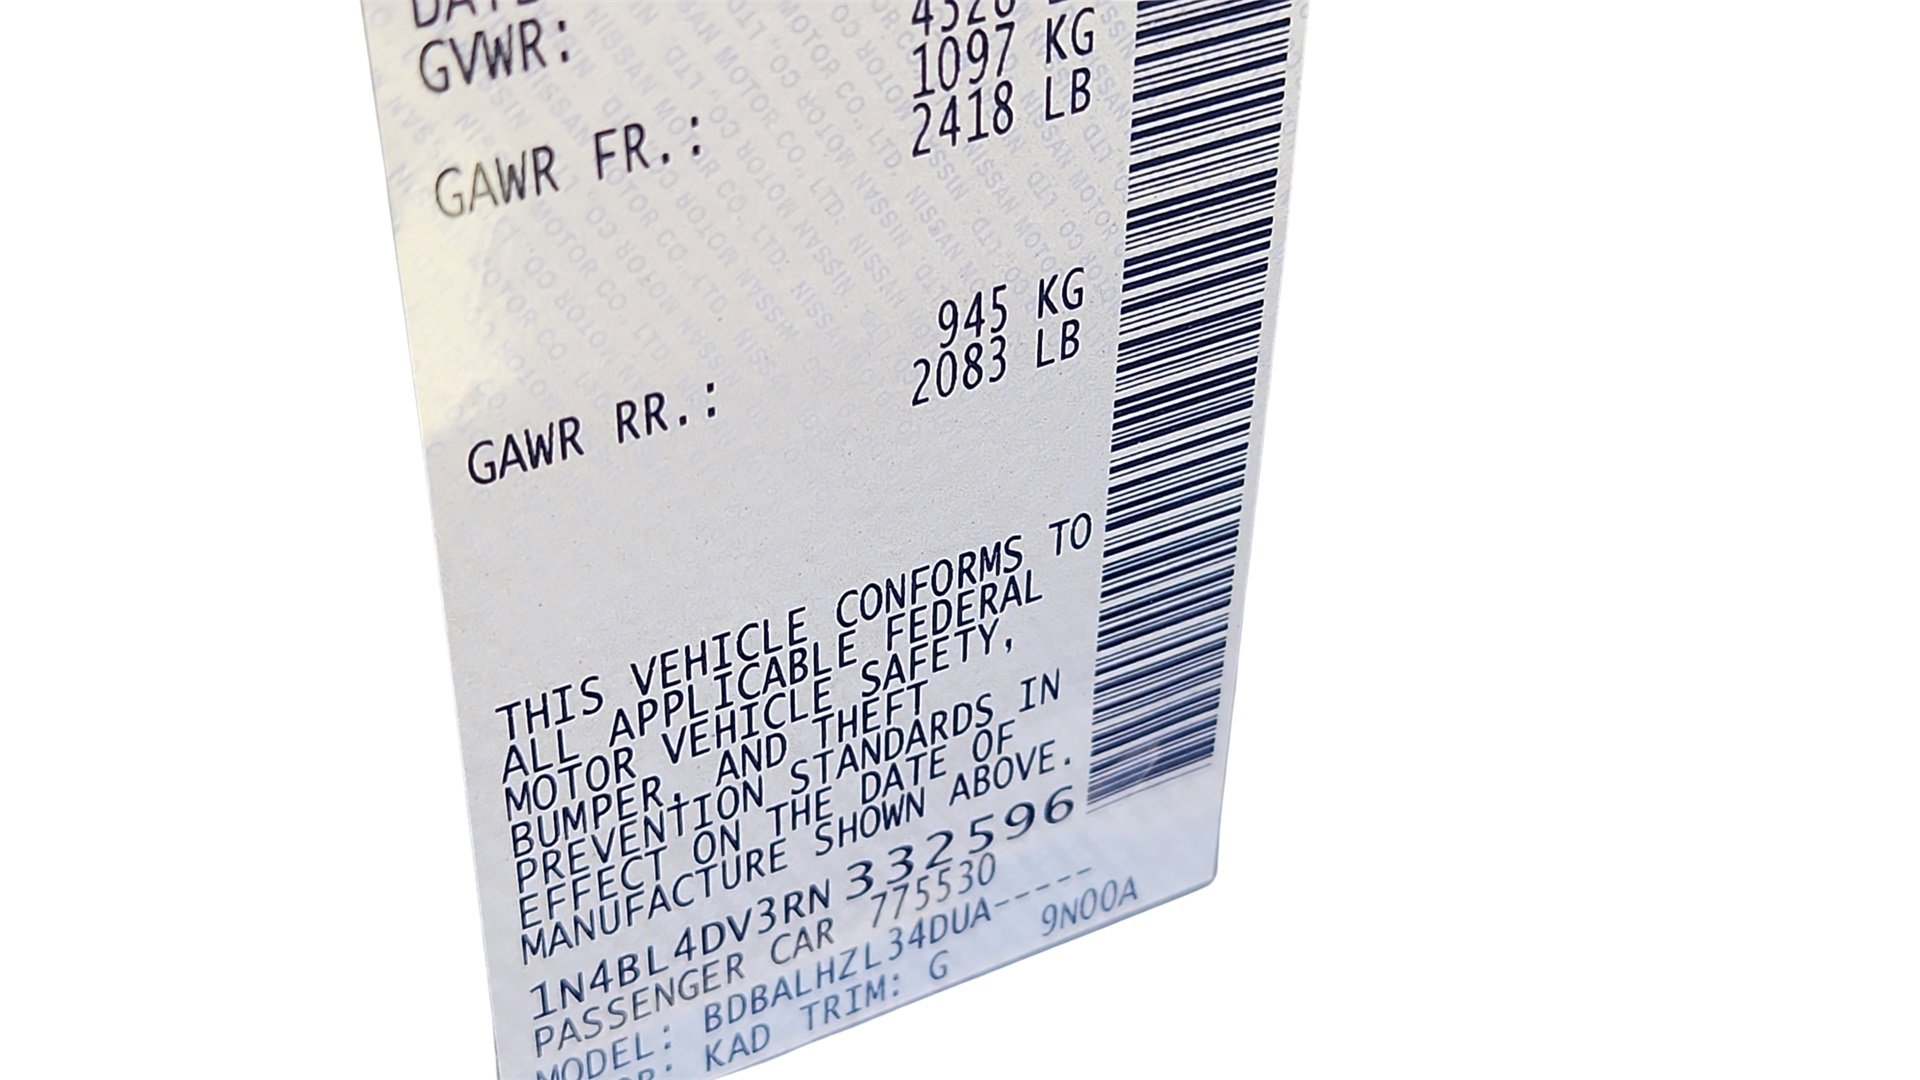 GVWR:
1097 KG
GAWR FR.: 2418 LB
945 KG
GAWR RR.: 2083 LB
THIS VEHICLE CONFORMS TO
ALL APPLICABLE FEDERAL
MOTOR VEHICLE SAFETY,
BUMPER, AND THEFT
PREVENTION STANDARDS IN
EFFECT ON THE DATE OF
MANUFACTURE SHOWN ABOVE.
1N4BL4DV3RN 332596
PASSENGER CAR 775530
MODEL: BDBALHZL34DUA-----
KAD TRIM: G 9N00A